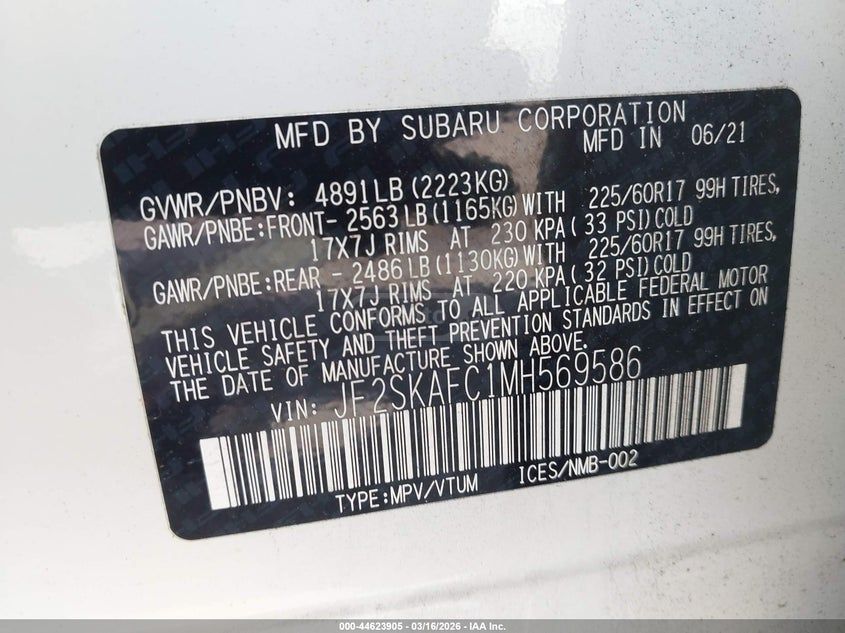 MFD BY SUBARU CORPORATION
MFD IN 06/21
GVWR/PNBV: 4891LB (2223KG)
GAWR/PNBE:FRONT- 2563LB(1165KG)WITH 225/60R17 99H TIRES,
17X7J RIMS AT 230 KPA( 33 PSI)COLD
GAWR/PNBE:REAR - 2486LB(1130KG)WITH 225/60R17 99H TIRES,
17X7J RIMS AT 220 KPA( 32 PSI)COLD
THIS VEHICLE CONFORMS TO ALL APPLICABLE FEDERAL MOTOR
VEHICLE SAFETY AND THEFT PREVENTION STANDARDS IN EFFECT ON
THE DATE OF MANUFACTURE SHOWN ABOVE.
VIN: JF2SKAFC1MH569586
TYPE:MPV/VTUM ICES/NMB-002
000-44623905 - 03/16/2026 - IAA Inc.